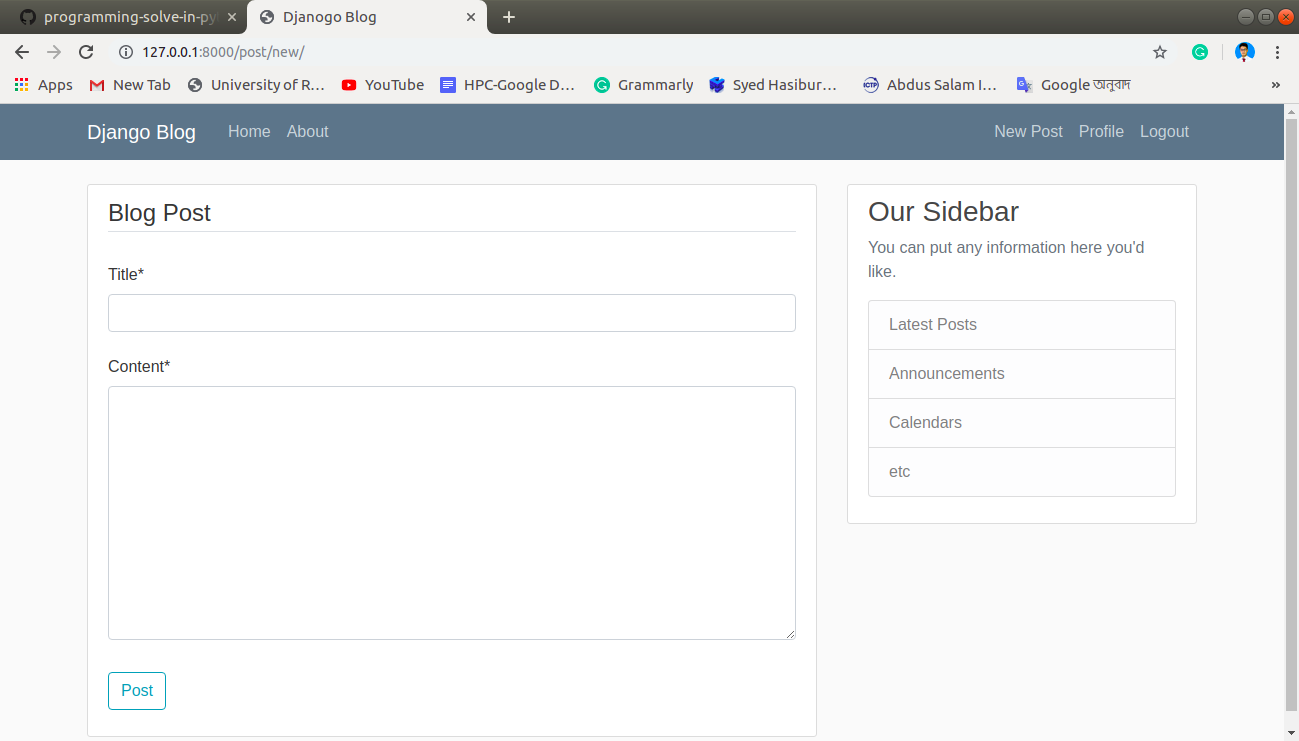 programming-solve-in-py
Djanogo Blog
127.0.0.1:8000/post/new/
Apps New Tab University of R... YouTube HPC-Google D... Grammarly Syed Hasibur... ICTP Abdus Salam I... Google অনুবাদ »
Django Blog Home About New Post Profile Logout
Blog Post
Title*
Content*
Post
Our Sidebar
You can put any information here you'd
like.
Latest Posts
Announcements
Calendars
etc